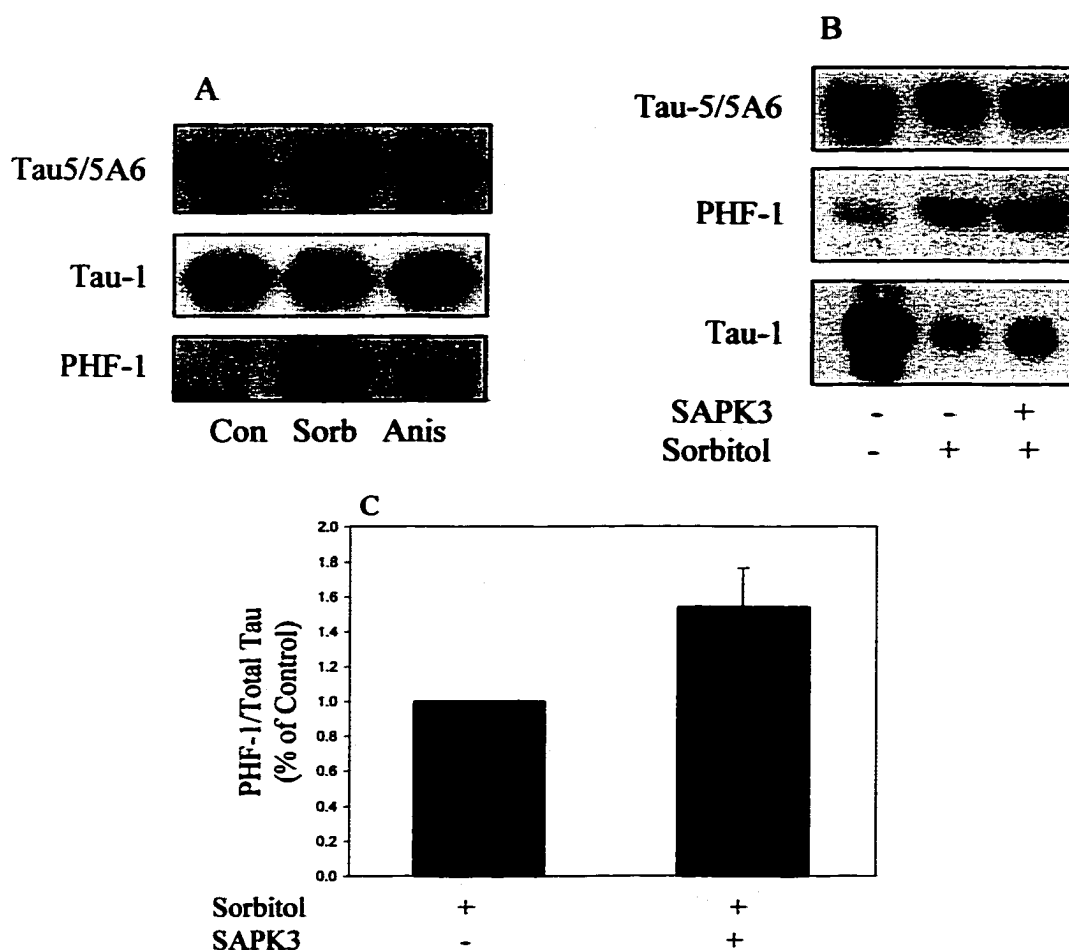 A
Tau5/5A6
Tau-1
PHF-1
Con Sorb Anis
B
Tau-5/5A6
PHF-1
Tau-1
SAPK3 - - +
Sorbitol - + +
C
PHF-1/Total Tau
(% of Control)
2.0
1.8
1.6
1.4
1.2
1.0
0.8
0.6
0.4
0.2
0.0
Sorbitol + +
SAPK3 - +